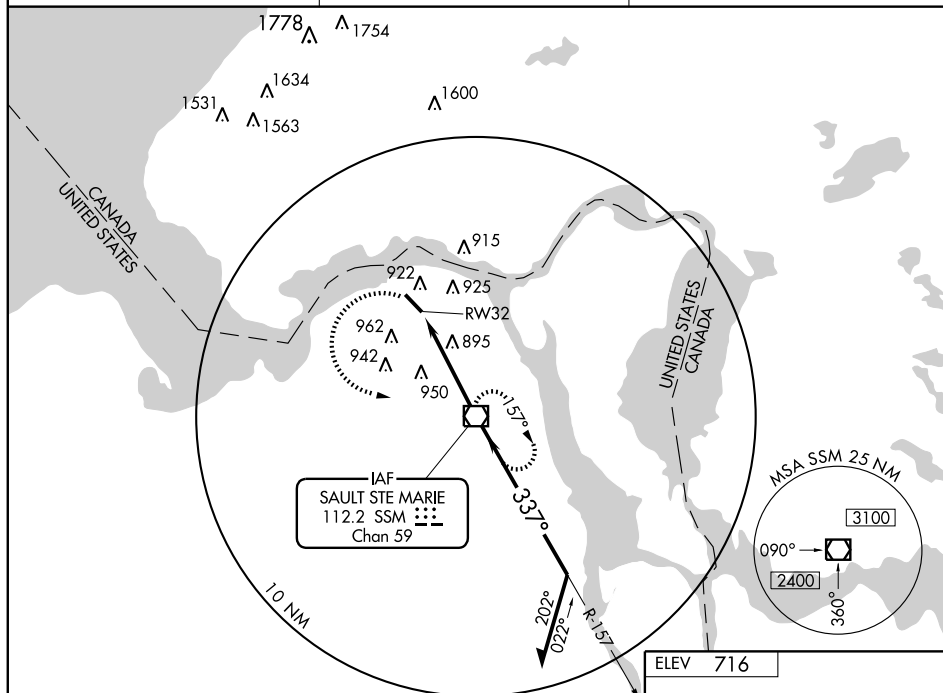 1778
1754
1634
1531
1563
1600
CANADA
UNITED STATES
915
922
925
RW32
962
895
942
950
UNITED STATES
CANADA
157°
IAF
SAULT STE MARIE
112.2 SSM
Chan 59
337°
MSA SSM 25 NM
3100
090°
2400
360°
10 NM
202°
022°
R-157
ELEV 716